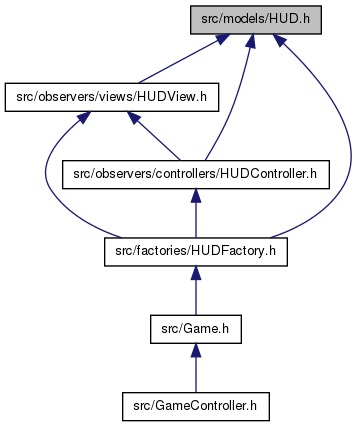 src/models/HUD.h
src/observers/views/HUDView.h
src/observers/controllers/HUDController.h
src/factories/HUDFactory.h
src/Game.h
src/GameController.h